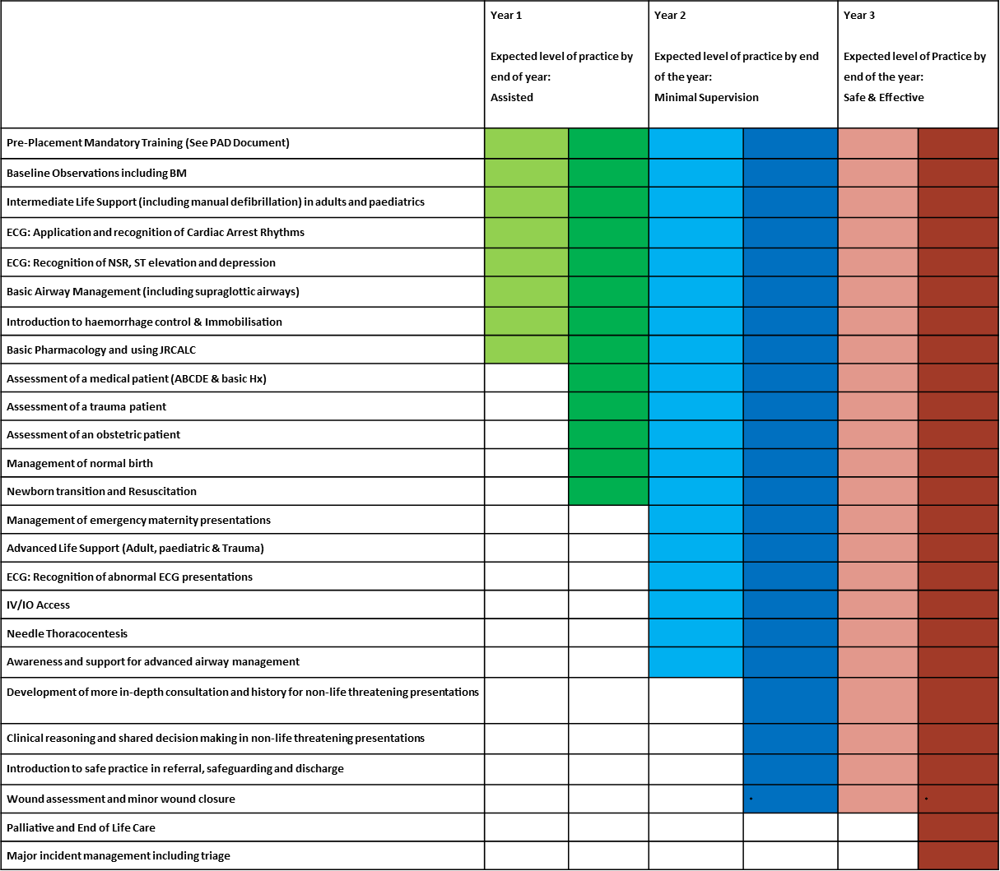 Year 1
Expected level of practice by
end of year:
Assisted
Year 2
Expected level of practice by end
of the year:
Minimal Supervision
Year 3
Expected level of Practice by
end of the year:
Safe & Effective
Pre-Placement Mandatory Training (See PAD Document)
Baseline Observations including BM
Intermediate Life Support (including manual defibrillation) in adults and paediatrics
ECG: Application and recognition of Cardiac Arrest Rhythms
ECG: Recognition of NSR, ST elevation and depression
Basic Airway Management (including supraglottic airways)
Introduction to haemorrhage control & Immobilisation
Basic Pharmacology and using JRCALC
Assessment of a medical patient (ABCDE & basic Hx)
Assessment of a trauma patient
Assessment of an obstetric patient
Management of normal birth
Newborn transition and Resuscitation
Management of emergency maternity presentations
Advanced Life Support (Adult, paediatric & Trauma)
ECG: Recognition of abnormal ECG presentations
IV/IO Access
Needle Thoracocentesis
Awareness and support for advanced airway management
Development of more in-depth consultation and history for non-life threatening presentations
Clinical reasoning and shared decision making in non-life threatening presentations
Introduction to safe practice in referral, safeguarding and discharge
Wound assessment and minor wound closure
Palliative and End of Life Care
Major incident management including triage